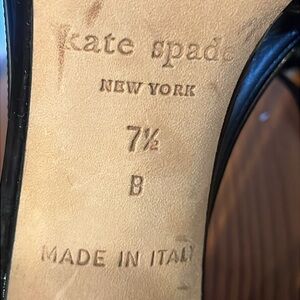 kate spade
NEW YORK
7½
B
MADE IN ITALY